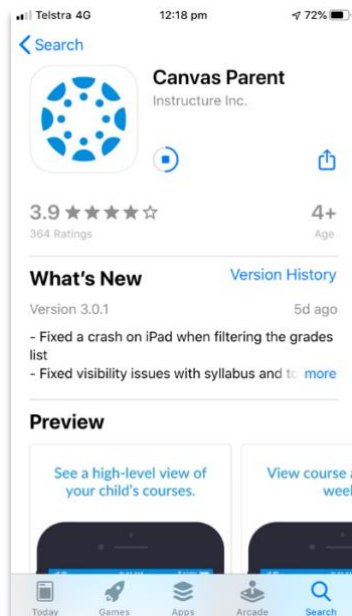 Telstra 4G 12:18 pm 72%
Search
Canvas Parent
Instructure Inc.
3.9 4+
364 Ratings Age
What's New Version History
Version 3.0.1 5d ago
- Fixed a crash on iPad when filtering the grades
list
- Fixed visibility issues with syllabus and more
Preview
See a high-level view of View course
your child's courses. wee
Today Games Apps Arcade Search